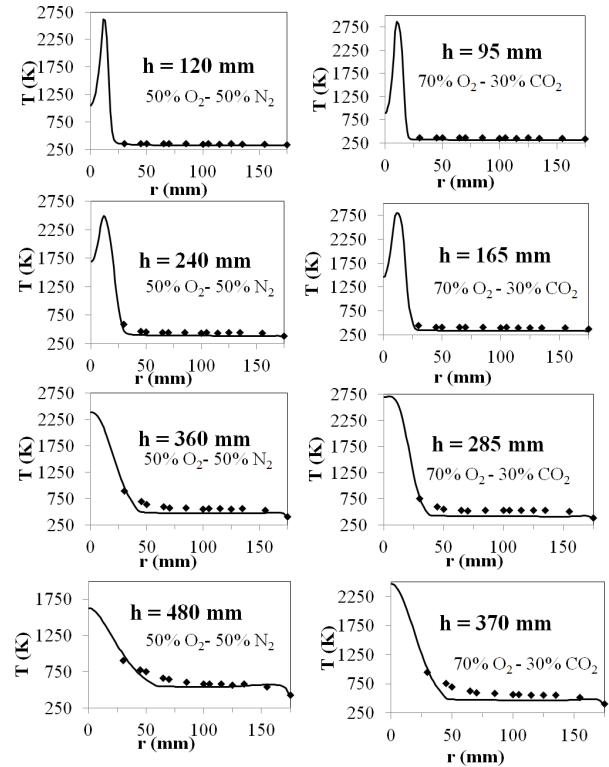 2750
2250
1750
1250
750
250
T (K)
h = 120 mm
50% O₂- 50% N₂
0 50 100 150
r (mm)
2750
2250
1750
1250
750
250
T (K)
h = 95 mm
70% O₂ - 30% CO₂
0 50 100 150
r (mm)
2750
2250
1750
1250
750
250
T (K)
h = 240 mm
50% O₂- 50% N₂
0 50 100 150
r (mm)
2750
2250
1750
1250
750
250
T (K)
h = 165 mm
70% O₂ - 30% CO₂
0 50 100 150
r (mm)
2750
2250
1750
1250
750
250
T (K)
h = 360 mm
50% O₂- 50% N₂
0 50 100 150
r (mm)
2750
2250
1750
1250
750
250
T (K)
h = 285 mm
70% O₂ - 30% CO₂
0 50 100 150
r (mm)
1750
1250
750
250
T (K)
h = 480 mm
50% O₂- 50% N₂
0 50 100 150
r (mm)
2250
1750
1250
750
250
T (K)
h = 370 mm
70% O₂ - 30% CO₂
0 50 100 150
r (mm)